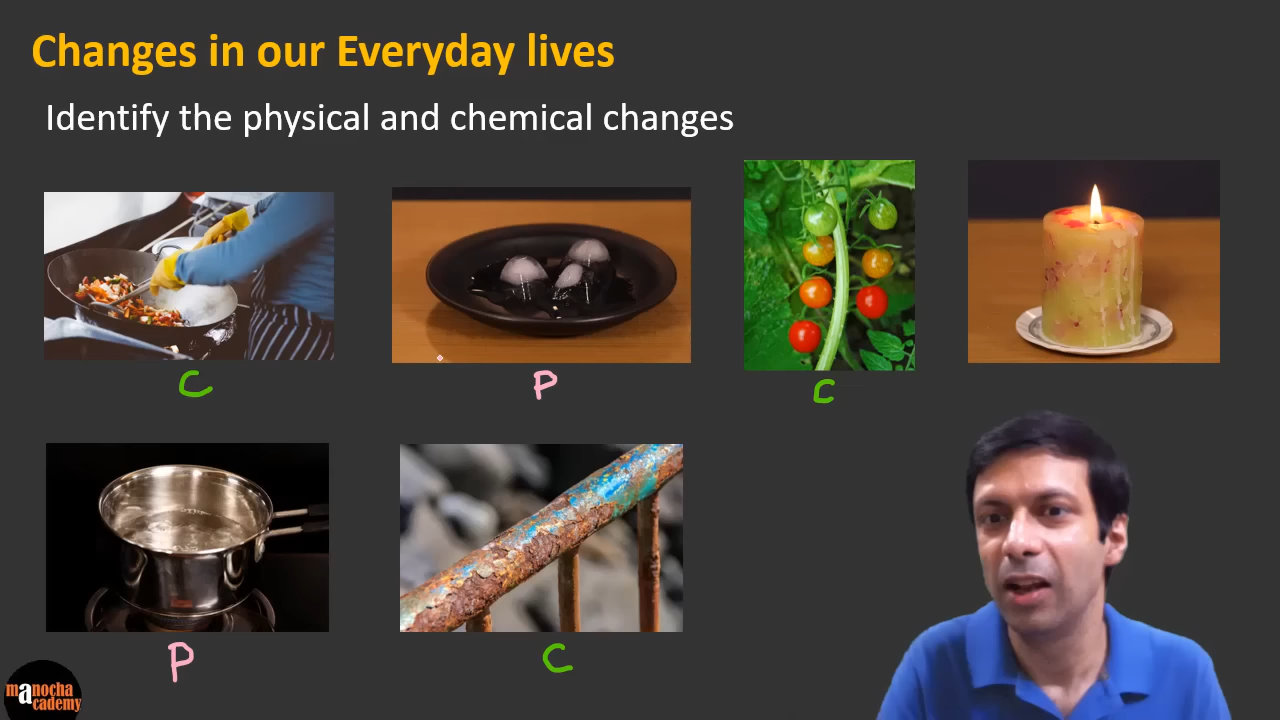 Changes in our Everyday lives
Identify the physical and chemical changes
C
P
C
P
C
manocha
academy